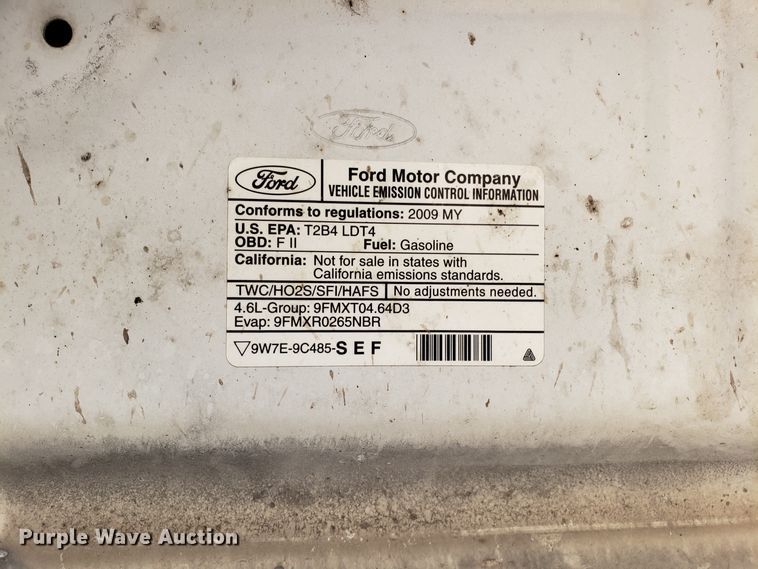 Ford
Ford
Ford Motor Company
VEHICLE EMISSION CONTROL INFORMATION
Conforms to regulations: 2009 MY
U.S. EPA: T2B4 LDT4
OBD: F II Fuel: Gasoline
California: Not for sale in states with
California emissions standards.
TWC/HO2S/SFI/HAFS No adjustments needed.
4.6L-Group: 9FMXT04.64D3
Evap: 9FMXR0265NBR
▽9W7E-9C485-SEF
Purple Wave Auction